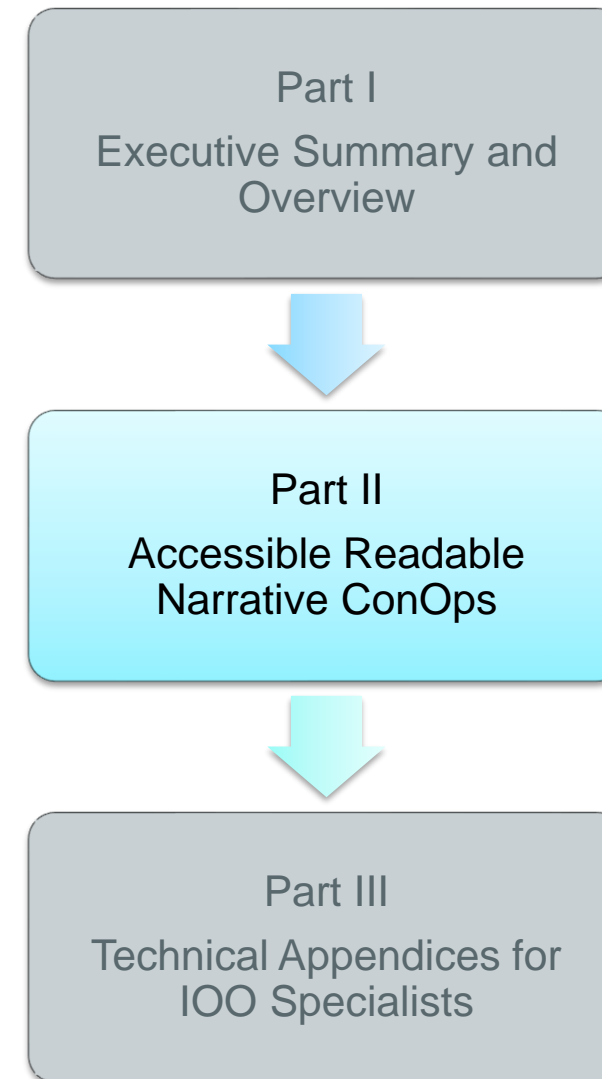 Part I
Executive Summary and
Overview
Part II
Accessible Readable
Narrative ConOps
Part III
Technical Appendices for
IOO Specialists